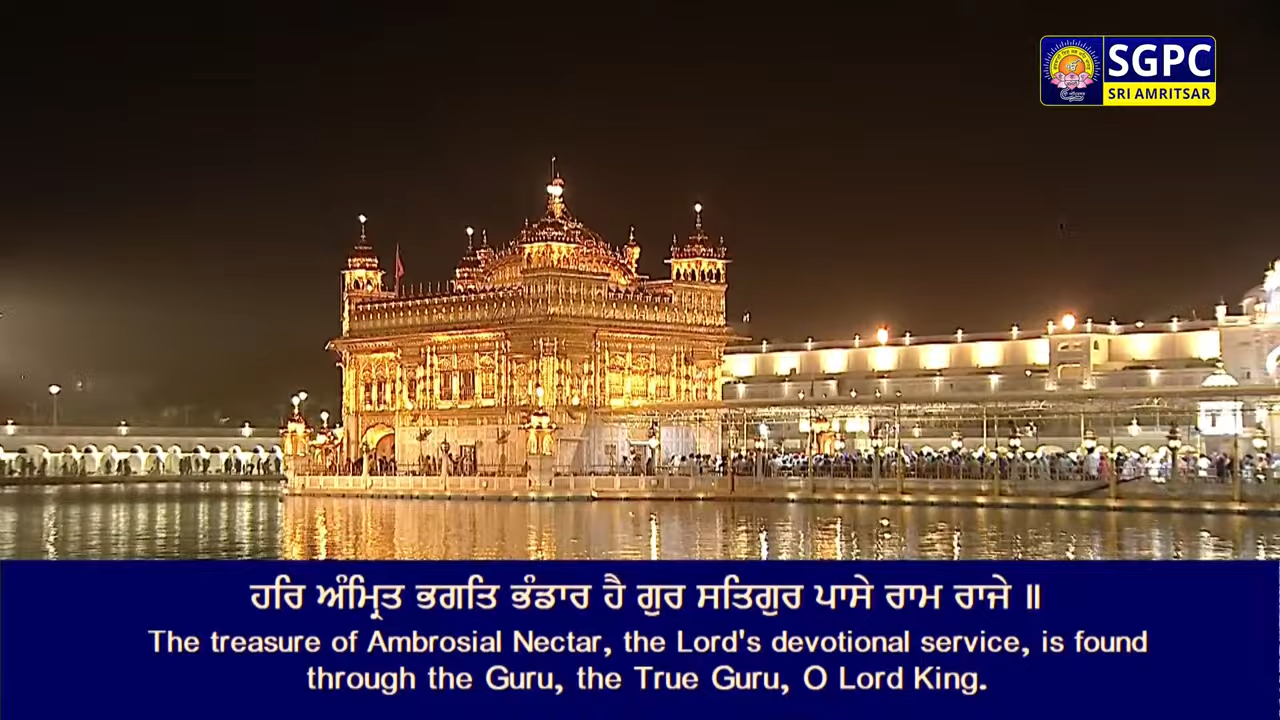 SGPC
SRI AMRITSAR
ਹਰਿ ਅੰਮ੍ਰਿਤ ਭਗਤਿ ਭੰਡਾਰ ਹੈ ਗੁਰ ਸਤਿਗੁਰ ਪਾਸੇ ਰਾਮ ਰਾਜੇ ॥
The treasure of Ambrosial Nectar, the Lord's devotional service, is found
through the Guru, the True Guru, O Lord King.